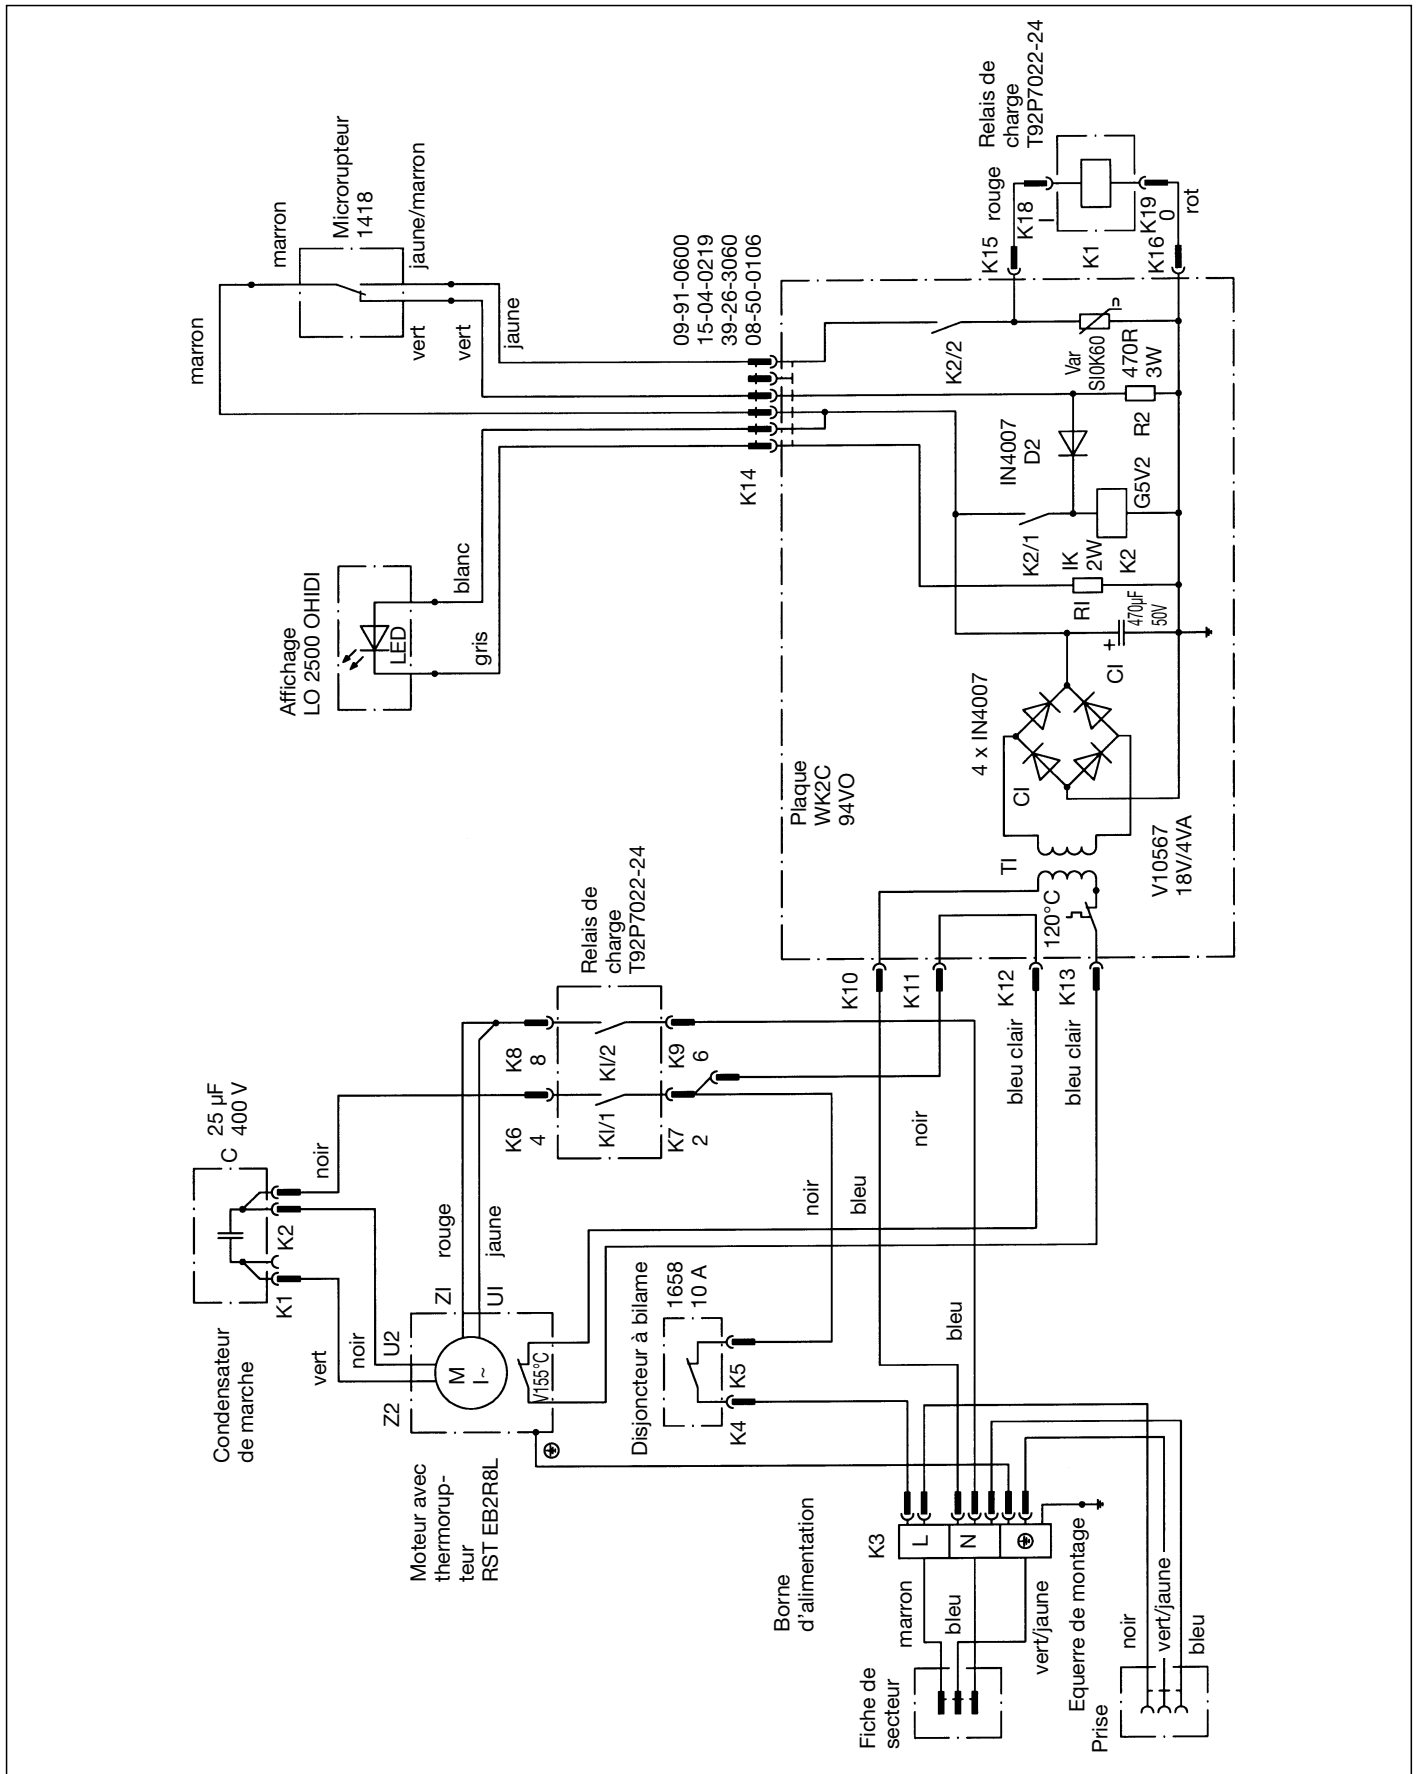 Condensateur
de marche
C
25 µF
400 V
K1
K2
vert
noir
noir
Z2
U2
ZI
UI
rouge
jaune
M
I~
V155°C
Moteur avec
thermorup-
teur
RST EB2R8L
Disjoncteur à bilame
1658
10 A
K4
K5
noir
K6
4
K8
8
KI/1
KI/2
K7
2
K9
6
Relais de
charge
T92P7022-24
noir
bleu
bleu
bleu clair
bleu clair
Borne
d'alimentation
K3
L
N
marron
bleu
vert/jaune
Equerre de montage
Fiche de
secteur
Prise
noir
vert/jaune
bleu
K10
K11
K12
K13
120°C
TI
V10567
18V/4VA
Plaque
WK2C
94VO
CI
4 x IN4007
CI
+
470µF
50V
RI
IK
2W
K2/1
K2
G5V2
IN4007
D2
R2
470R
3W
Var
SI0K60
K2/2
K14
09-91-0600
15-04-0219
39-26-3060
08-50-0106
Affichage
LO 2500 OHIDI
LED
gris
blanc
marron
marron
Microrupteur
1418
vert
jaune/marron
vert
jaune
K15
rouge
K18
I
K1
K16
K19
0
rot
Relais de
charge
T92P7022-24